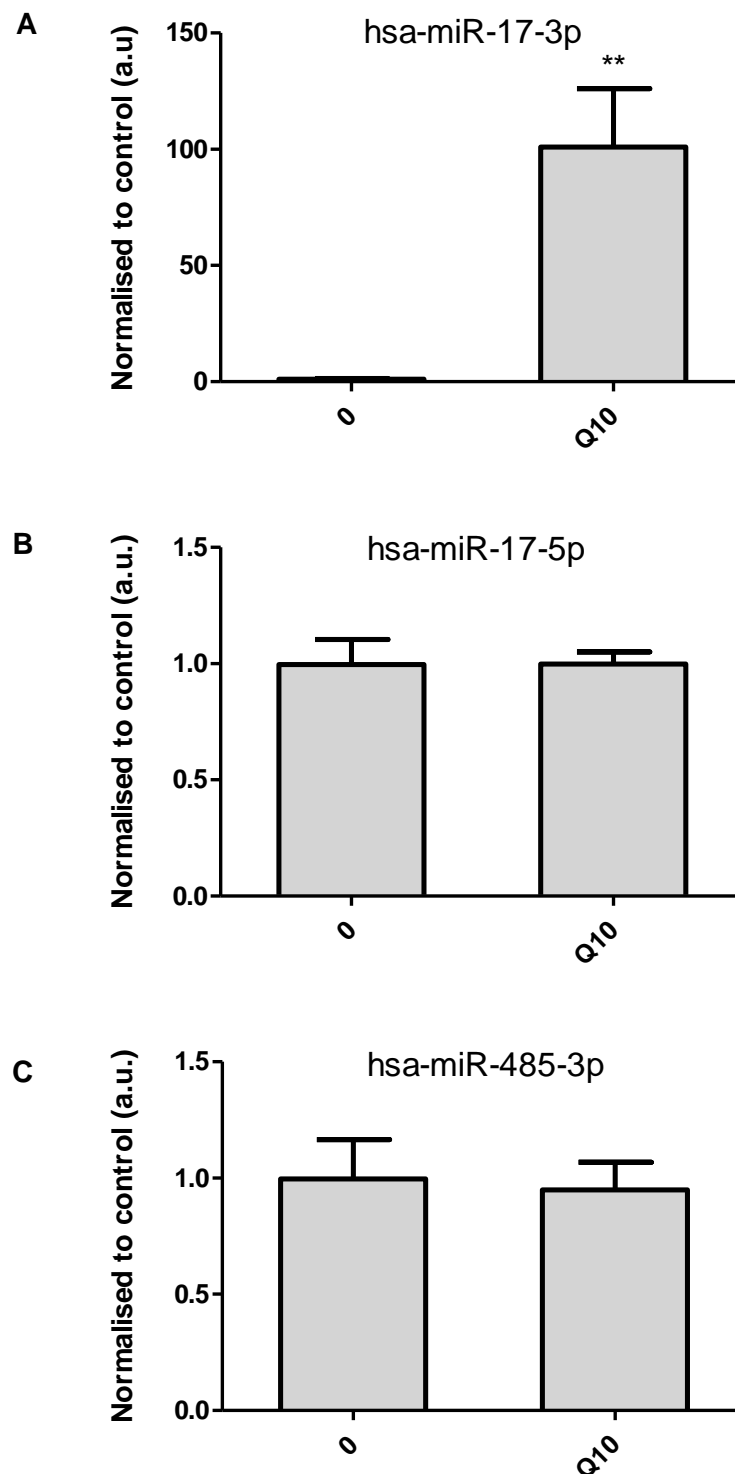 A
hsa-miR-17-3p
**
Normalised to control (a.u)
150
100
50
0
0
Q10
B
hsa-miR-17-5p
Normalised to control (a.u.)
1.5
1.0
0.5
0.0
0
Q10
C
hsa-miR-485-3p
Normalised to control (a.u.)
1.5
1.0
0.5
0.0
0
Q10